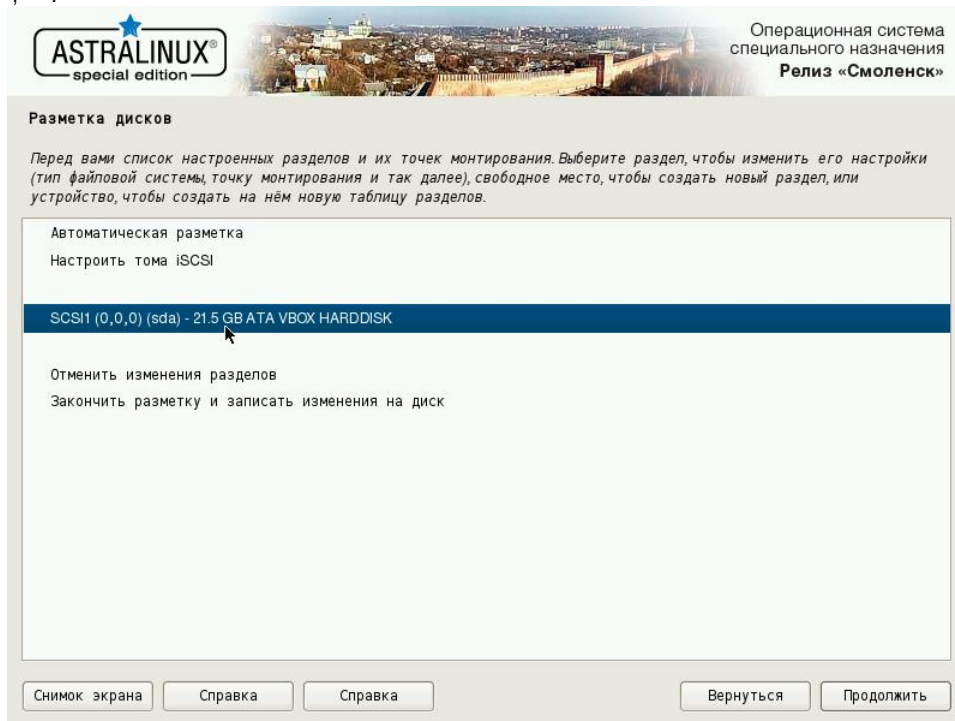 ASTRALINUX®
special edition
Операционная система
специального назначения
Релиз «Смоленск»
Разметка дисков
Перед вами список настроенных разделов и их точек монтирования. Выберите раздел, чтобы изменить его настройки
(тип файловой системы, точку монтирования и так далее), свободное место, чтобы создать новый раздел, или
устройство, чтобы создать на нём новую таблицу разделов.
Автоматическая разметка
Настроить тома iSCSI
SCSI1 (0,0,0) (sda) - 21.5 GB ATA VBOX HARDDISK
Отменить изменения разделов
Закончить разметку и записать изменения на диск
Снимок экрана
Справка
Справка
Вернуться
Продолжить